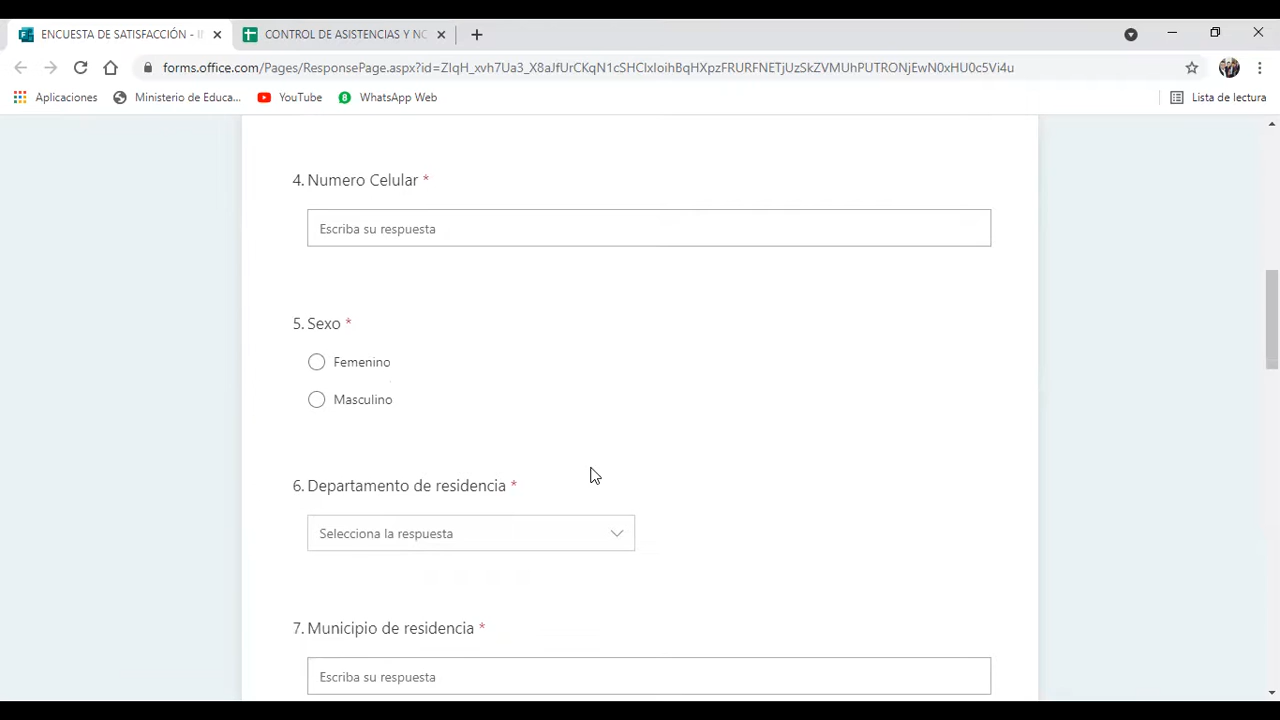 ENCUESTA DE SATISFACCIÓN - I
CONTROL DE ASISTENCIAS Y NO
forms.office.com/Pages/ResponsePage.aspx?id=ZIqH_xvh7Ua3_X8aJfUrCKqN1cSHClxIoihBqHXpzFRURFNETjUzSkZVMUhPUTRONjEwN0xHU0c5Vi4u
Aplicaciones
Ministerio de Educa...
YouTube
WhatsApp Web
Lista de lectura
4. Numero Celular *
Escriba su respuesta
5. Sexo *
Femenino
Masculino
6. Departamento de residencia *
Selecciona la respuesta
7. Municipio de residencia *
Escriba su respuesta